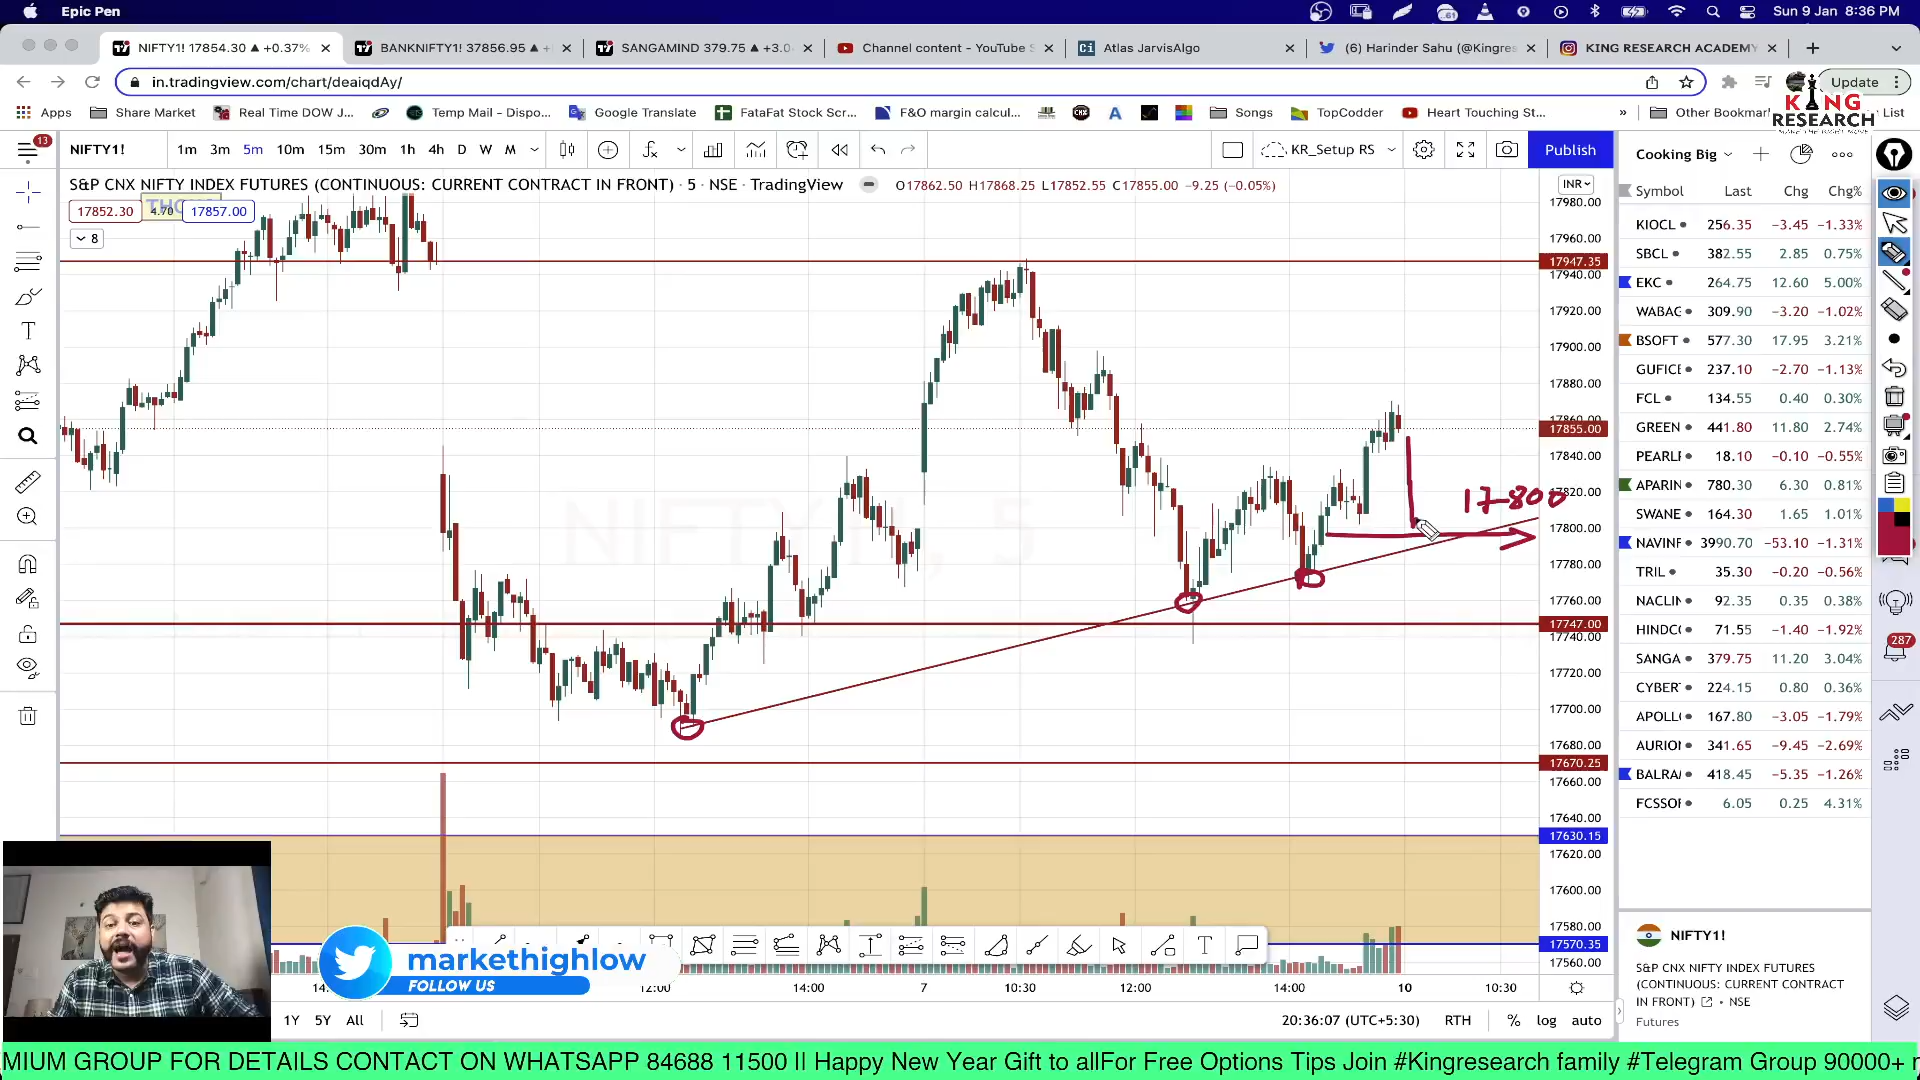 Epic Pen
61
Sun 9 Jan 8:36 PM
NIFTY1! 17854.30 ▲ +0.37%
BANKNIFTY! 37856.95 ▲ +
SANGAMIND 379.75 ▲ +3.0
Channel content - YouTube S
Atlas JarvisAlgo
(6) Harinder Sahu (@Kingres
KING RESEARCH ACADEMY
in.tradingview.com/chart/deaiqdAy/
Update
KING
RESEARCH
Apps
Share Market
Real Time DOW J...
Temp Mail - Dispo...
Google Translate
FataFat Stock Scr...
F&O margin calcu...
Songs
TopCoder
Heart Touching St...
»
Other Bookmar
List
13
NIFTY1!
1m 3m 5m 10m 15m 30m 1h 4h D W M
KR_Setup RS
Publish
Cooking Big
S&P CNX NIFTY INDEX FUTURES (CONTINUOUS: CURRENT CONTRACT IN FRONT) · 5 · NSE · TradingView
O17862.50 H17868.25 L17852.55 C17855.00 −9.25 (−0.05%)
INR
17852.30 4.70 17857.00
8
Symbol Last Chg Chg%
KIOCL 256.35 −3.45 −1.33%
SBCL 382.55 2.85 0.75%
EKC 264.75 12.60 5.00%
WABAG 309.90 −3.20 −1.02%
BSOFT 577.30 17.95 3.21%
GUFICE 237.10 −2.70 −1.13%
FCL 134.55 0.40 0.30%
GREEN 441.80 11.80 2.74%
PEARLF 18.10 −0.10 −0.55%
APARIN 780.30 6.30 0.81%
SWANE 164.30 1.65 1.01%
NAVINF 3990.70 −53.10 −1.31%
TRIL 35.30 −0.20 −0.56%
NACLIN 92.35 0.35 0.38%
HINDCO 71.55 −1.40 −1.92%
SANGA 379.75 11.20 3.04%
CYBERT 224.15 0.80 0.36%
APOLL 167.80 −3.05 −1.79%
AURIO 341.65 −9.45 −2.69%
BALRA 418.45 −5.35 −1.26%
FCSSOF 6.05 0.25 4.31%
287
17980.00
17960.00
17947.35
17940.00
17920.00
17900.00
17880.00
17860.00
17855.00
17840.00
17820.00
17800.00
17780.00
17760.00
17747.00
17740.00
17720.00
17700.00
17680.00
17670.25
17660.00
17640.00
17630.15
17620.00
17600.00
17580.00
17570.35
17560.00
17-800
NIFTY1!, 5
NIFTY1!
S&P CNX NIFTY INDEX FUTURES
(CONTINUOUS: CURRENT CONTRACT
IN FRONT) • NSE
Futures
markethighlow
FOLLOW US
12:00 14:00 7 10:30 12:00 14:00 10 10:30
1Y 5Y All
20:36:07 (UTC+5:30) RTH % log auto
MIUM GROUP FOR DETAILS CONTACT ON WHATSAPP 84688 11500 || Happy New Year Gift to allFor Free Options Tips Join #Kingresearch family #Telegram Group 90000+